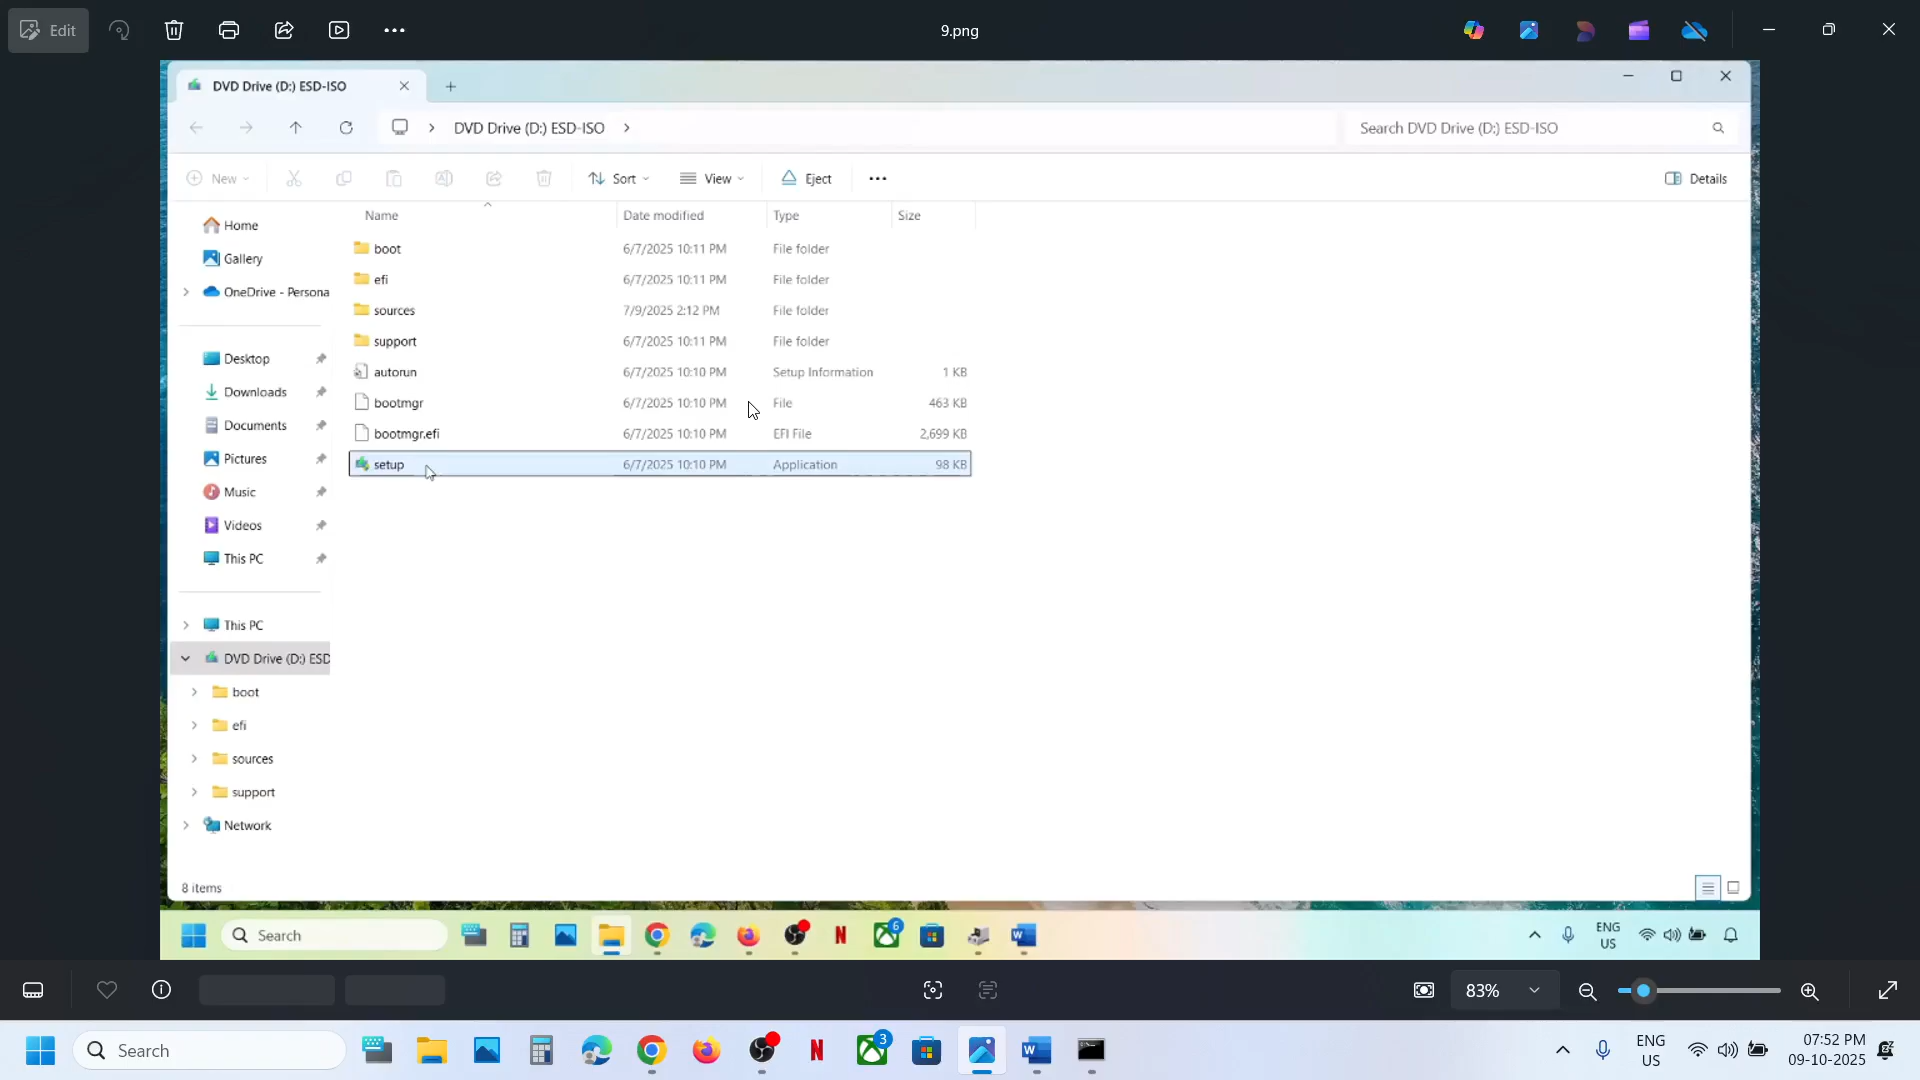 Edit
9.png
DVD Drive (D:) ESD-ISO
DVD Drive (D:) ESD-ISO
Search DVD Drive (D:) ESD-ISO
New
Sort
View
Eject
Details
Name Date modified Type Size
boot 6/7/2025 10:11 PM File folder
efi 6/7/2025 10:11 PM File folder
sources 7/9/2025 2:12 PM File folder
support 6/7/2025 10:11 PM File folder
autorun 6/7/2025 10:10 PM Setup Information 1 KB
bootmgr 6/7/2025 10:10 PM File 463 KB
bootmgr.efi 6/7/2025 10:10 PM EFI File 2,699 KB
setup 6/7/2025 10:10 PM Application 98 KB
Home
Gallery
OneDrive - Persona
Desktop
Downloads
Documents
Pictures
Music
Videos
This PC
This PC
DVD Drive (D:) ESD
boot
efi
sources
support
Network
8 items
Search
6
ENG
US
83%
Search
3
ENG
US
07:52 PM
09-10-2025